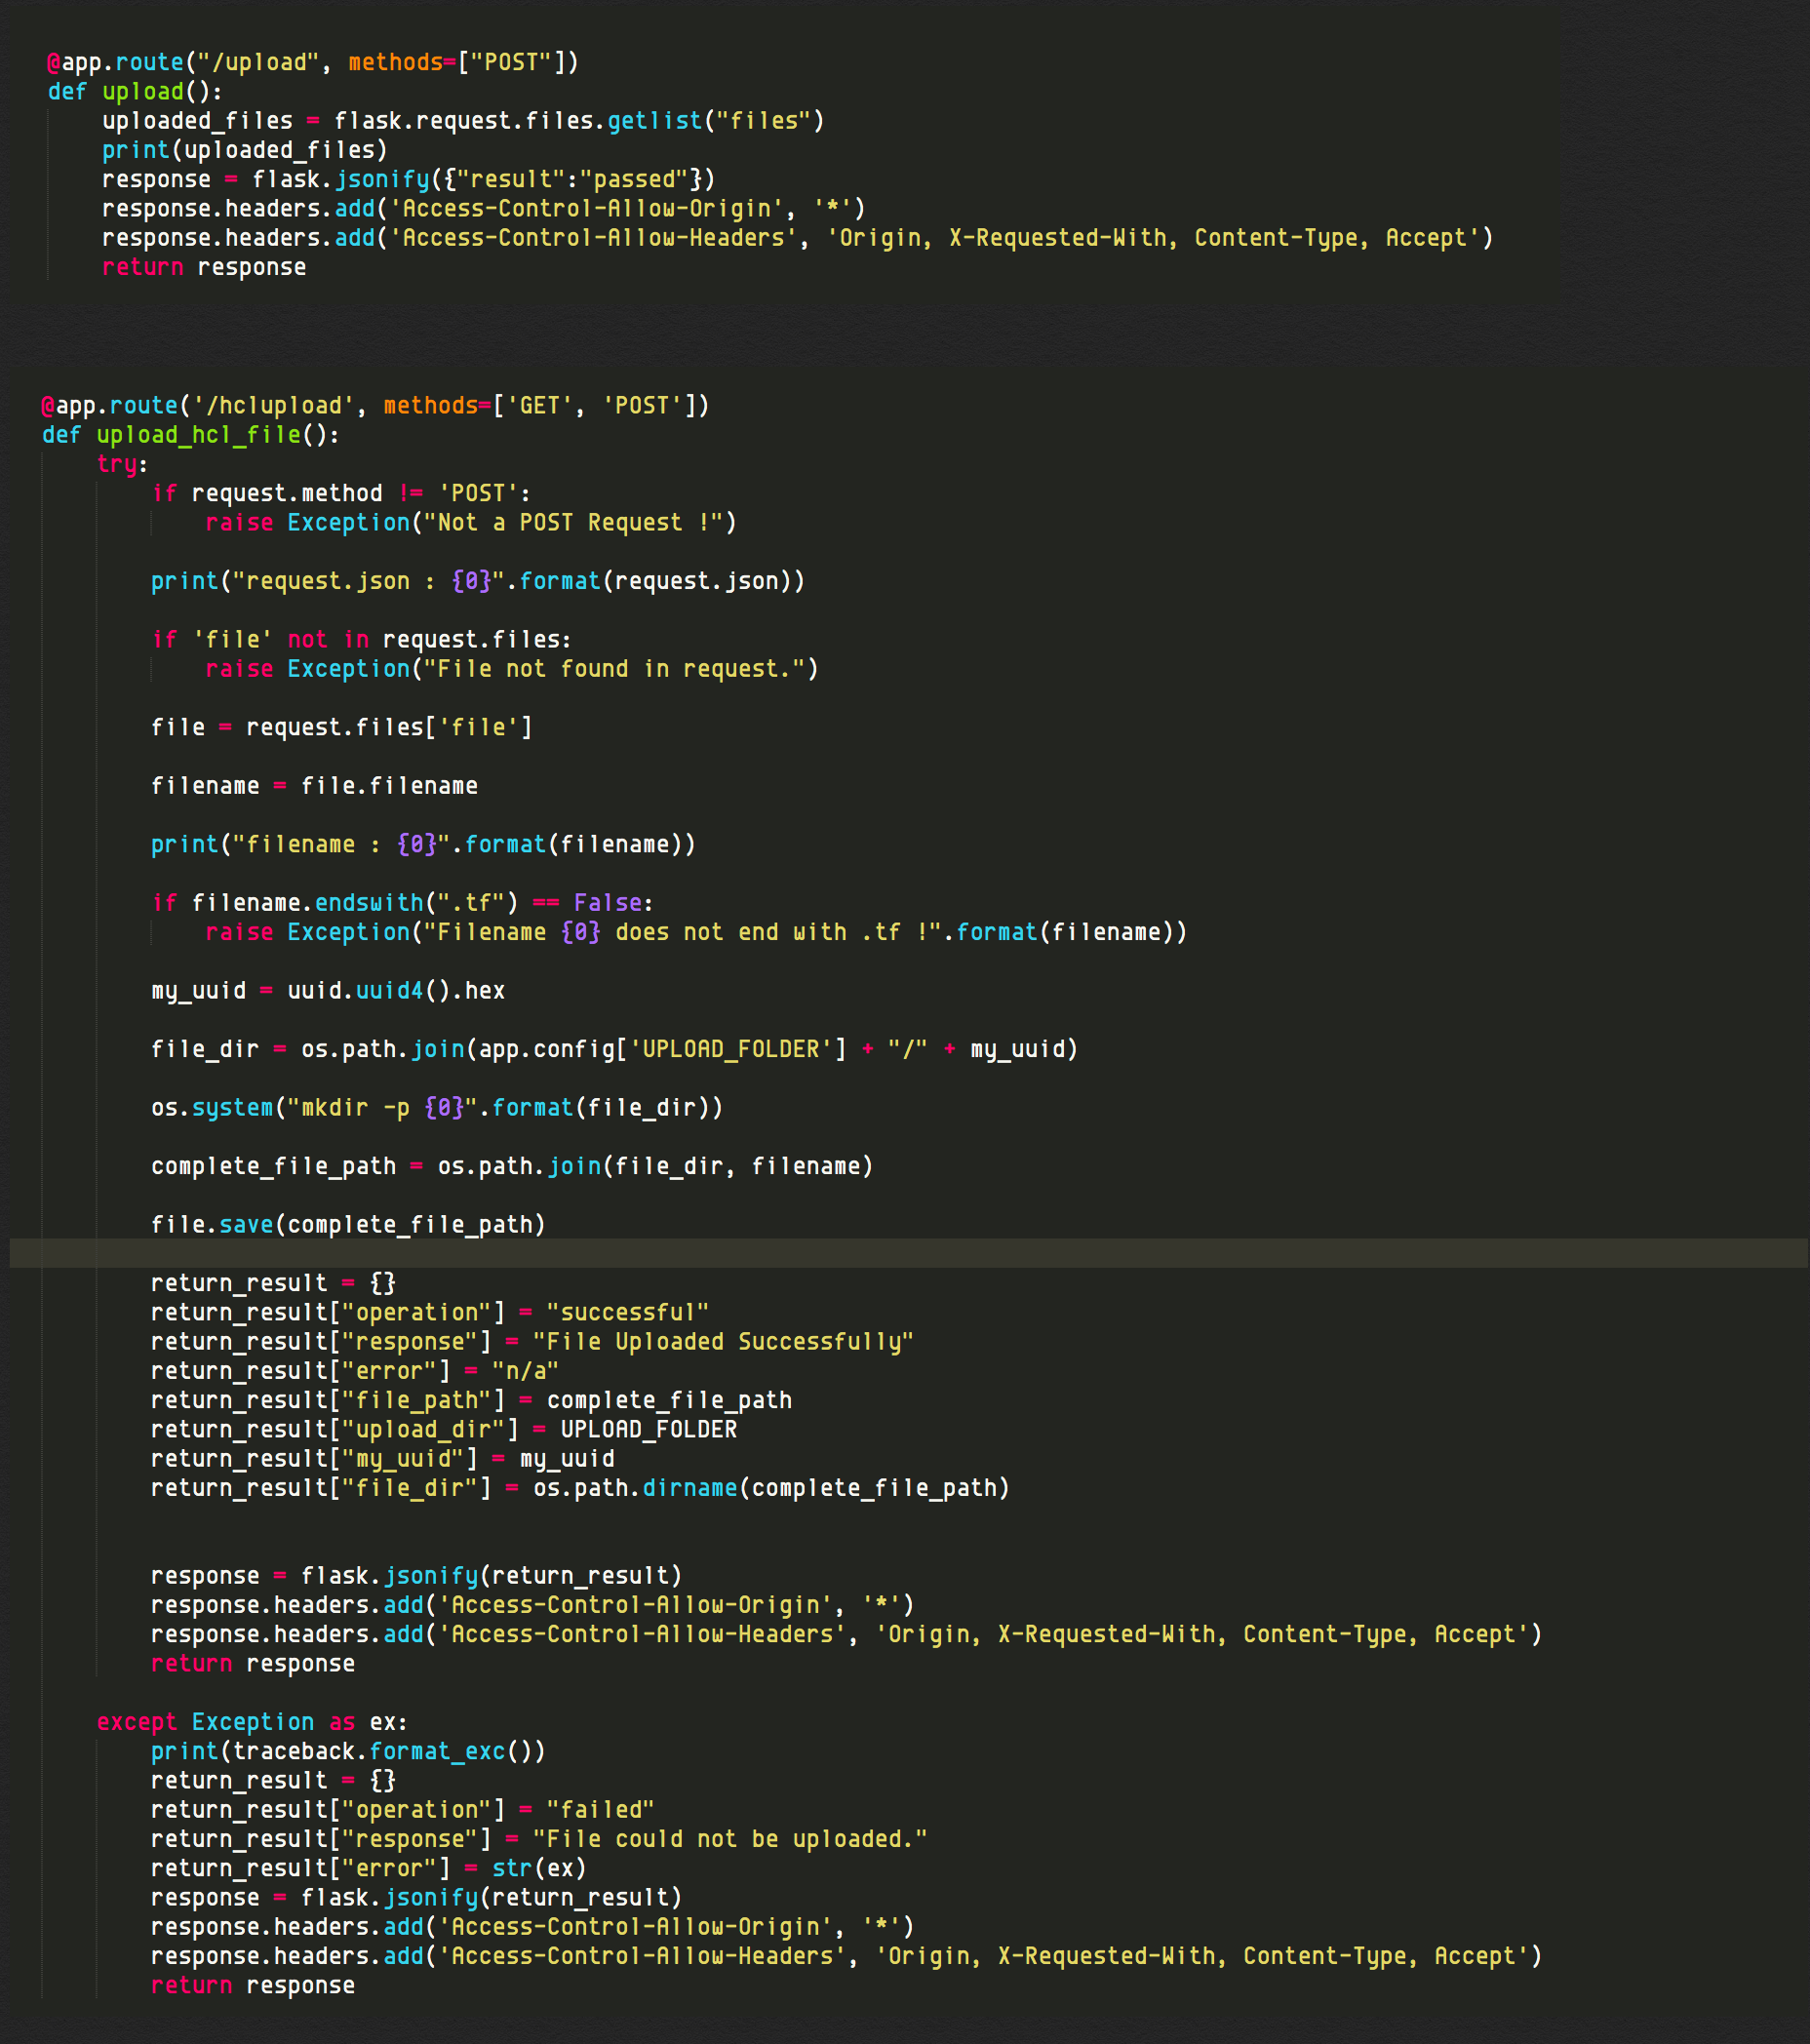 @app.route("/upload", methods=["POST"])
def upload():
    uploaded_files = flask.request.files.getlist("files")
    print(uploaded_files)
    response = flask.jsonify({"result":"passed"})
    response.headers.add('Access-Control-Allow-Origin', '*')
    response.headers.add('Access-Control-Allow-Headers', 'Origin, X-Requested-With, Content-Type, Accept')
    return response
@app.route('/hclupload', methods=['GET', 'POST'])
def upload_hcl_file():
    try:
        if request.method != 'POST':
            raise Exception("Not a POST Request !")
        print("request.json : {0}".format(request.json))
        if 'file' not in request.files:
            raise Exception("File not found in request.")
        file = request.files['file']
        filename = file.filename
        print("filename : {0}".format(filename))
        if filename.endswith(".tf") == False:
            raise Exception("Filename {0} does not end with .tf !".format(filename))
        my_uuid = uuid.uuid4().hex
        file_dir = os.path.join(app.config['UPLOAD_FOLDER'] + "/" + my_uuid)
        os.system("mkdir -p {0}".format(file_dir))
        complete_file_path = os.path.join(file_dir, filename)
        file.save(complete_file_path)
        return_result = {}
        return_result["operation"] = "successful"
        return_result["response"] = "File Uploaded Successfully"
        return_result["error"] = "n/a"
        return_result["file_path"] = complete_file_path
        return_result["upload_dir"] = UPLOAD_FOLDER
        return_result["my_uuid"] = my_uuid
        return_result["file_dir"] = os.path.dirname(complete_file_path)
        response = flask.jsonify(return_result)
        response.headers.add('Access-Control-Allow-Origin', '*')
        response.headers.add('Access-Control-Allow-Headers', 'Origin, X-Requested-With, Content-Type, Accept')
        return response
    except Exception as ex:
        print(traceback.format_exc())
        return_result = {}
        return_result["operation"] = "failed"
        return_result["response"] = "File could not be uploaded."
        return_result["error"] = str(ex)
        response = flask.jsonify(return_result)
        response.headers.add('Access-Control-Allow-Origin', '*')
        response.headers.add('Access-Control-Allow-Headers', 'Origin, X-Requested-With, Content-Type, Accept')
        return response